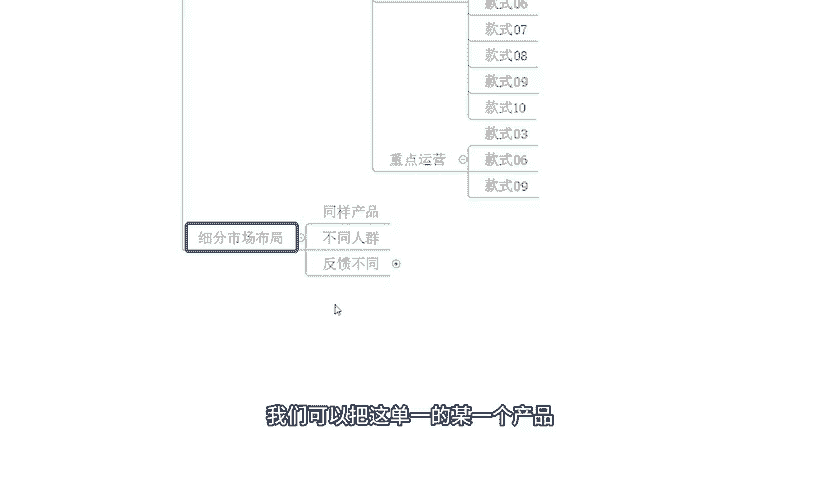 款式06
款式07
款式08
款式09
款式10
款式03
重点运营
款式06
款式09
同样产品
细分市场布局
不同人群
反馈不同
我们可以把这单一的某一个产品